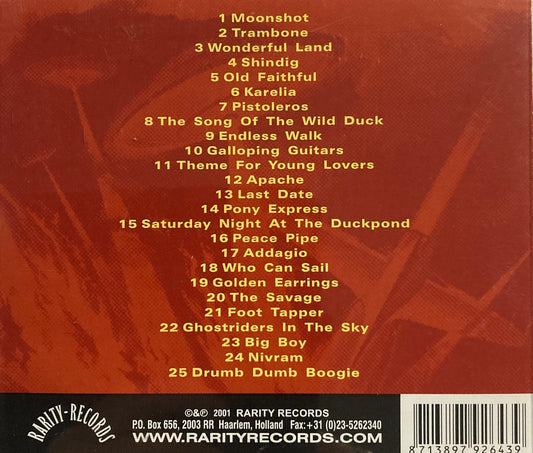 1 Moonshot
2 Trambone
3 Wonderful Land
4 Shindig
5 Old Faithful
6 Karelia
7 Pistoleros
8 The Song Of The Wild Duck
9 Endless Walk
10 Galloping Guitars
11 Theme For Young Lovers
12 Apache
13 Last Date
14 Pony Express
15 Saturday Night At The Duckpond
16 Peace Pipe
17 Addagio
18 Who Can Sail
19 Golden Earrings
20 The Savage
21 Foot Tapper
22 Ghostriders In The Sky
23 Big Boy
24 Nivram
25 Drumb Dumb Boogie
RARITY-RECORDS
©&℗ 2001 RARITY RECORDS
P.O. Box 656, 2003 RR Haarlem, Holland Fax:+31 (0)23-5262340
WWW.RARITYRECORDS.COM
8713897926439